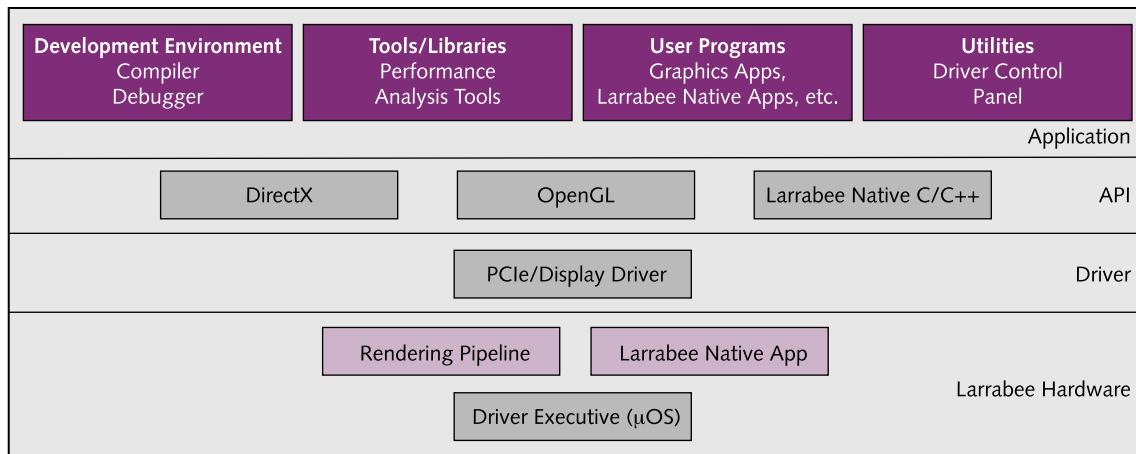 Development Environment
Compiler
Debugger
Tools/Libraries
Performance
Analysis Tools
User Programs
Graphics Apps,
Larrabee Native Apps, etc.
Utilities
Driver Control
Panel
Application
DirectX
OpenGL
Larrabee Native C/C++
API
PCIe/Display Driver
Driver
Rendering Pipeline
Larrabee Native App
Larrabee Hardware
Driver Executive (μOS)